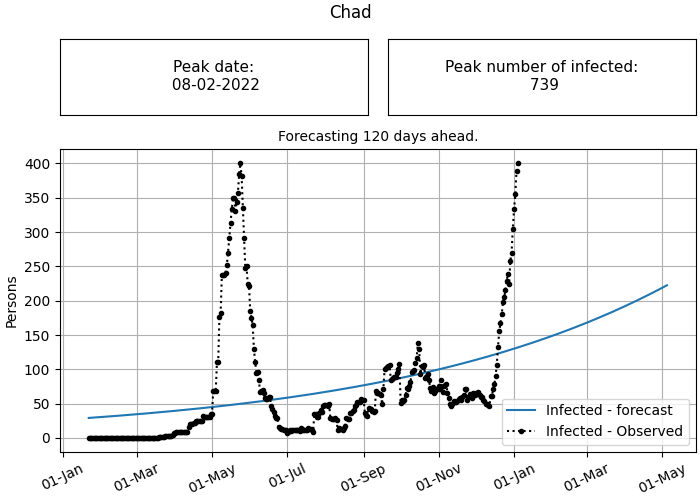 Chad
Peak date:
08-02-2022
Peak number of infected:
739
Forecasting 120 days ahead.
Persons
400
350
300
250
200
150
100
50
0
Infected - forecast
Infected - Observed
01-Jan
01-Mar
01-May
01-Jul
01-Sep
01-Nov
01-Jan
01-Mar
01-May